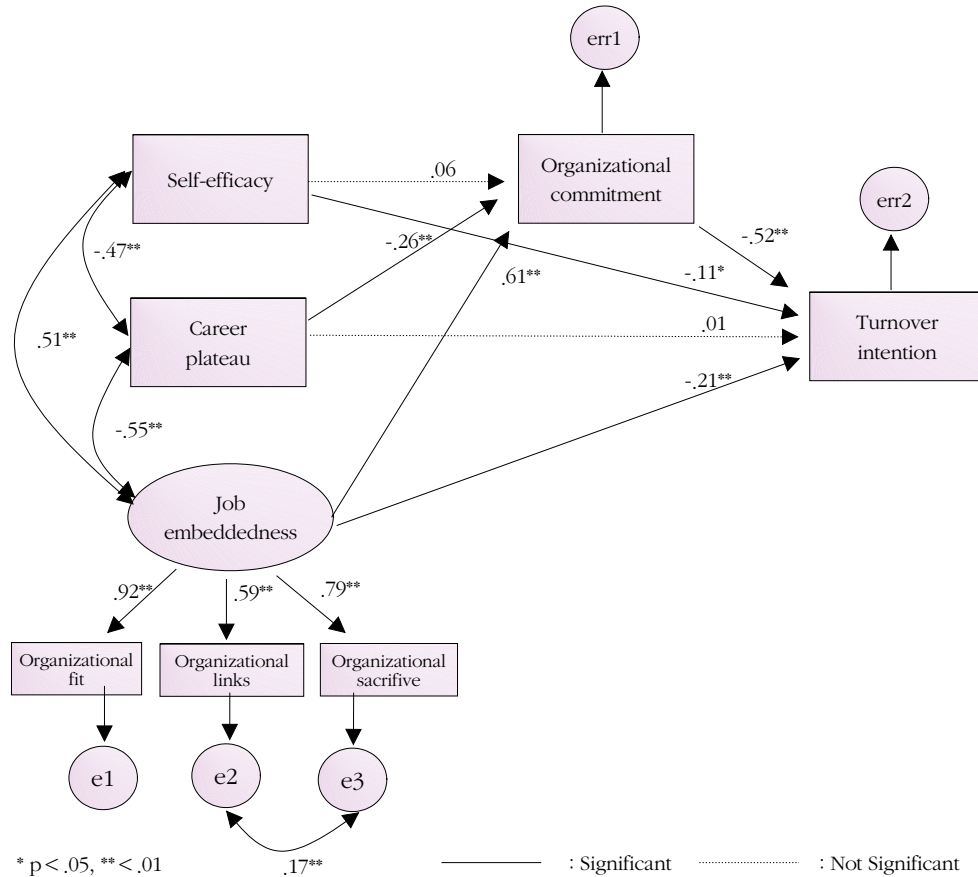 err1
Self-efficacy
.06
Organizational
commitment
err2
-.47**
-.26**
-.52**
.61**
-.11*
.51**
Career
plateau
.01
Turnover
intention
-.21**
-.55**
Job
embeddedness
.92**
.59**
.79**
Organizational
fit
Organizational
links
Organizational
sacrifive
e1
e2
e3
* p<.05, **<.01
.17**
: Significant
: Not Significant